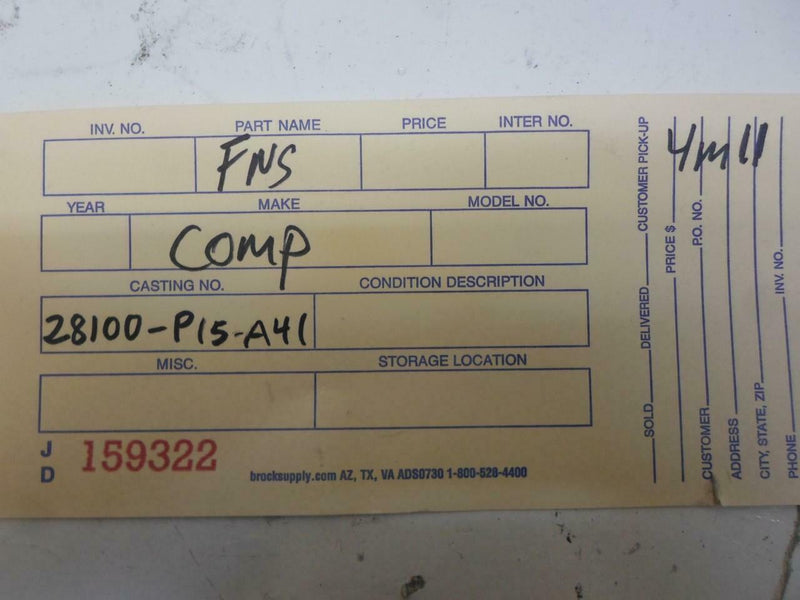 INV. NO. PART NAME PRICE INTER NO.
FNS
YEAR MAKE MODEL NO.
COMP
CASTING NO. CONDITION DESCRIPTION
28100-P15-A41
MISC. STORAGE LOCATION
J
D
159322
brocksupply.com AZ, TX, VA ADS0730 1-800-528-4400
SOLD DELIVERED CUSTOMER PICK-UP
PRICE $
CUSTOMER P.O. NO.
ADDRESS
CITY, STATE, ZIP
PHONE INV. NO.